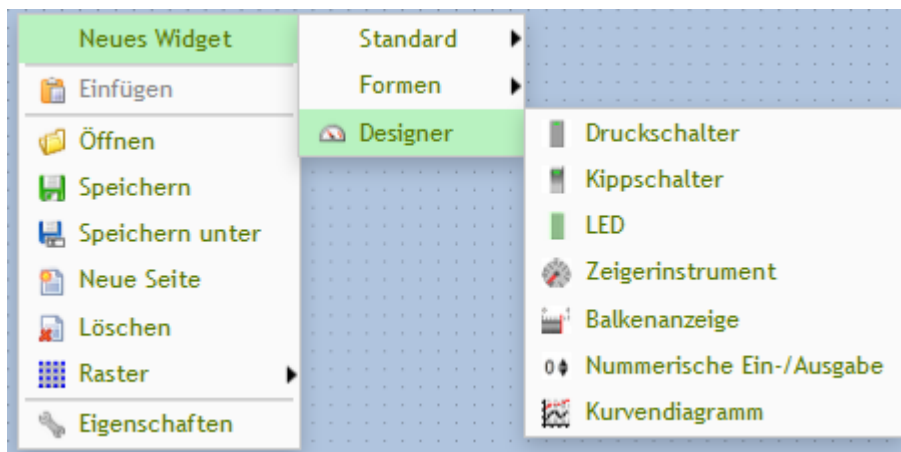 Neues Widget
Einfügen
Öffnen
Speichern
Speichern unter
Neue Seite
Löschen
Raster
Eigenschaften
Standard
Formen
Designer
Druckschalter
Kippschalter
LED
Zeigerinstrument
Balkenanzeige
Nummerische Ein-/Ausgabe
Kurvendiagramm